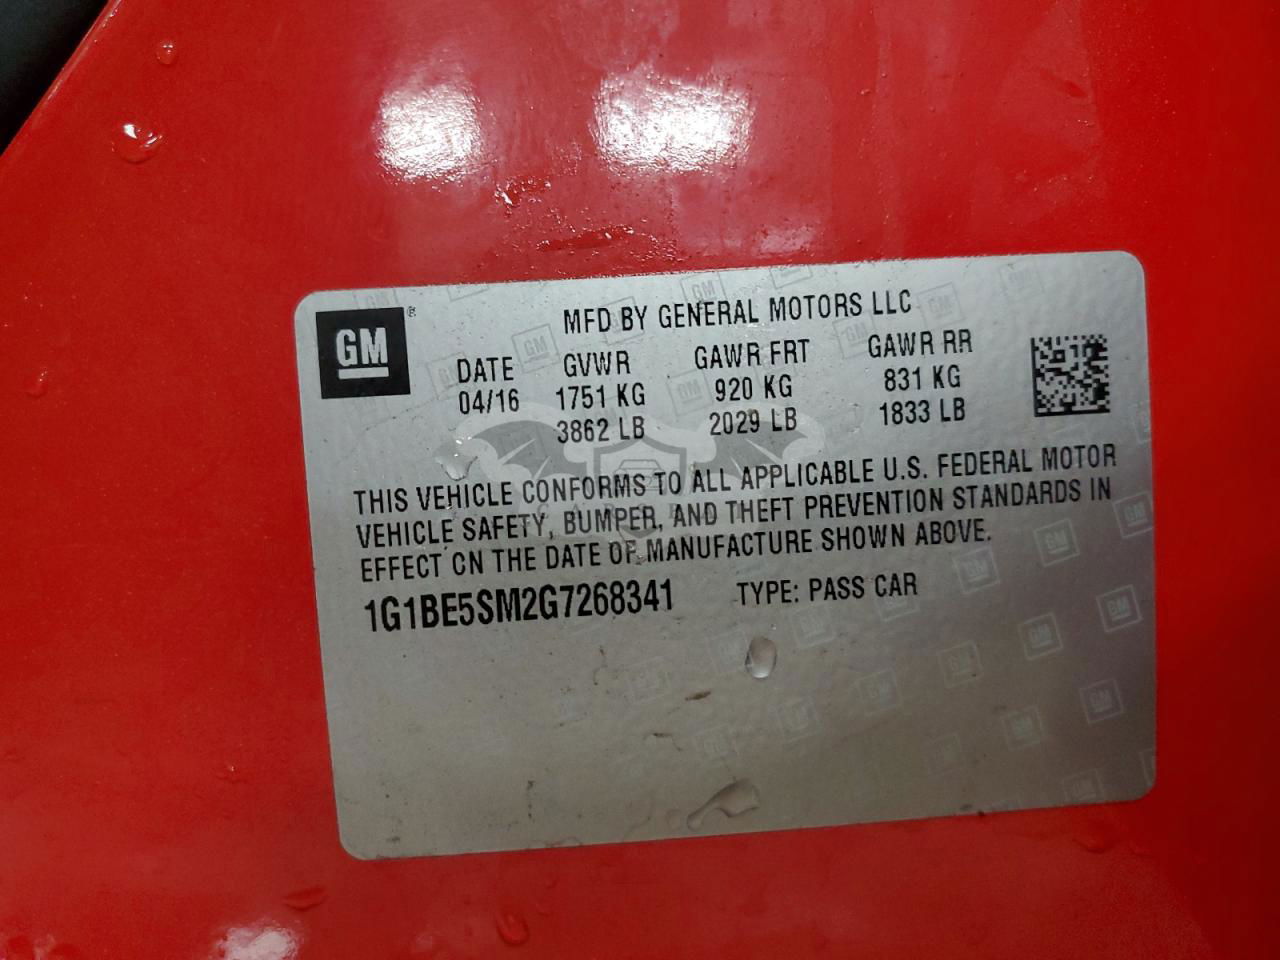 GM
MFD BY GENERAL MOTORS LLC
DATE GVWR GAWR FRT GAWR RR
04/16 1751 KG 920 KG 831 KG
3862 LB 2029 LB 1833 LB
THIS VEHICLE CONFORMS TO ALL APPLICABLE U.S. FEDERAL MOTOR
VEHICLE SAFETY, BUMPER, AND THEFT PREVENTION STANDARDS IN
EFFECT ON THE DATE OF MANUFACTURE SHOWN ABOVE.
1G1BE5SM2G7268341 TYPE: PASS CAR